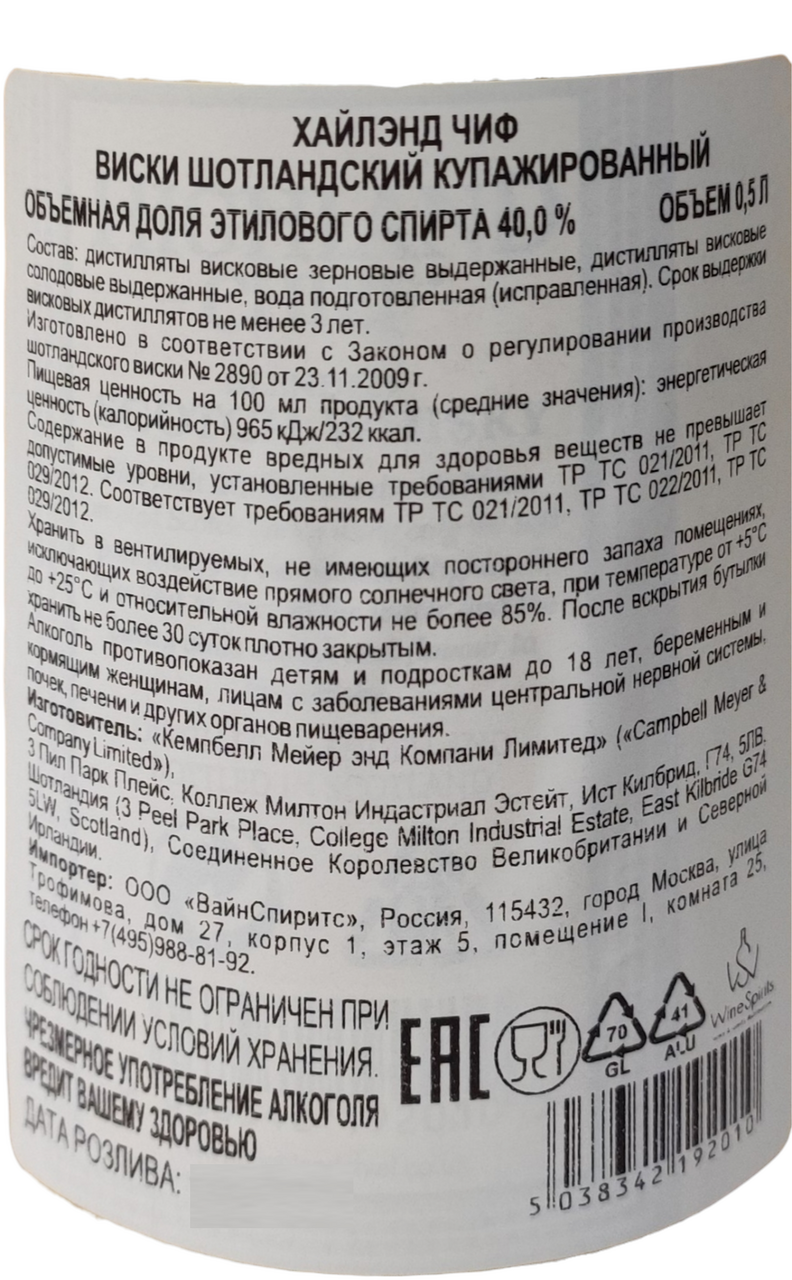 ХАЙЛЭНД ЧИФ
ВИСКИ ШОТЛАНДСКИЙ КУПАЖИРОВАННЫЙ
ОБЪЕМНАЯ ДОЛЯ ЭТИЛОВОГО СПИРТА 40,0 % ОБЪЕМ 0,5 Л
Состав: дистилляты висковые зерновые выдержанные, дистилляты висковые
солодовые выдержанные, вода подготовленная (исправленная). Срок выдержки
висковых дистиллятов не менее 3 лет.
Изготовлено в соответствии с Законом о регулировании производства
шотландского виски № 2890 от 23.11.2009 г.
Пищевая ценность на 100 мл продукта (средние значения): энергетическая
ценность (калорийность) 965 кДж/232 ккал.
Содержание в продукте вредных для здоровья веществ не превышает
допустимые уровни, установленные требованиями ТР ТС 021/2011, ТР ТС
029/2012. Соответствует требованиям ТР ТС 021/2011, ТР ТС 022/2011, ТР ТС
029/2012.
Хранить в вентилируемых, не имеющих постороннего запаха помещениях,
исключающих воздействие прямого солнечного света, при температуре от +5°С
до +25°С и относительной влажности не более 85%. После вскрытия бутылки
хранить не более 30 суток плотно закрытым.
Алкоголь противопоказан детям и подросткам до 18 лет, беременным и
кормящим женщинам, лицам с заболеваниями центральной нервной системы,
почек, печени и других органов пищеварения.
Изготовитель: «Кемпбелл Мейер энд Компани Лимитед» («Campbell Meyer &
Company Limited»),
3 Пил Парк Плейс, Коллеж Милтон Индастриал Эстейт, Ист Килбрид, Г74, 5ЛВ,
Шотландия (3 Peel Park Place, College Milton Industrial Estate, East Kilbride G74
5LW, Scotland), Соединенное Королевство Великобритании и Северной
Ирландии.
Импортер: ООО «ВайнСпиритс», Россия, 115432, город Москва, улица
Трофимова, дом 27, корпус 1, этаж 5, помещение I, комната 25,
телефон +7(495)988-81-92.
СРОК ГОДНОСТИ НЕ ОГРАНИЧЕН ПРИ
СОБЛЮДЕНИИ УСЛОВИЙ ХРАНЕНИЯ.
ЧРЕЗМЕРНОЕ УПОТРЕБЛЕНИЕ АЛКОГОЛЯ
ВРЕДИТ ВАШЕМУ ЗДОРОВЬЮ
ДАТА РОЗЛИВА:
EAC
70
GL
41
ALU
WineSpirits
5 038342 192010